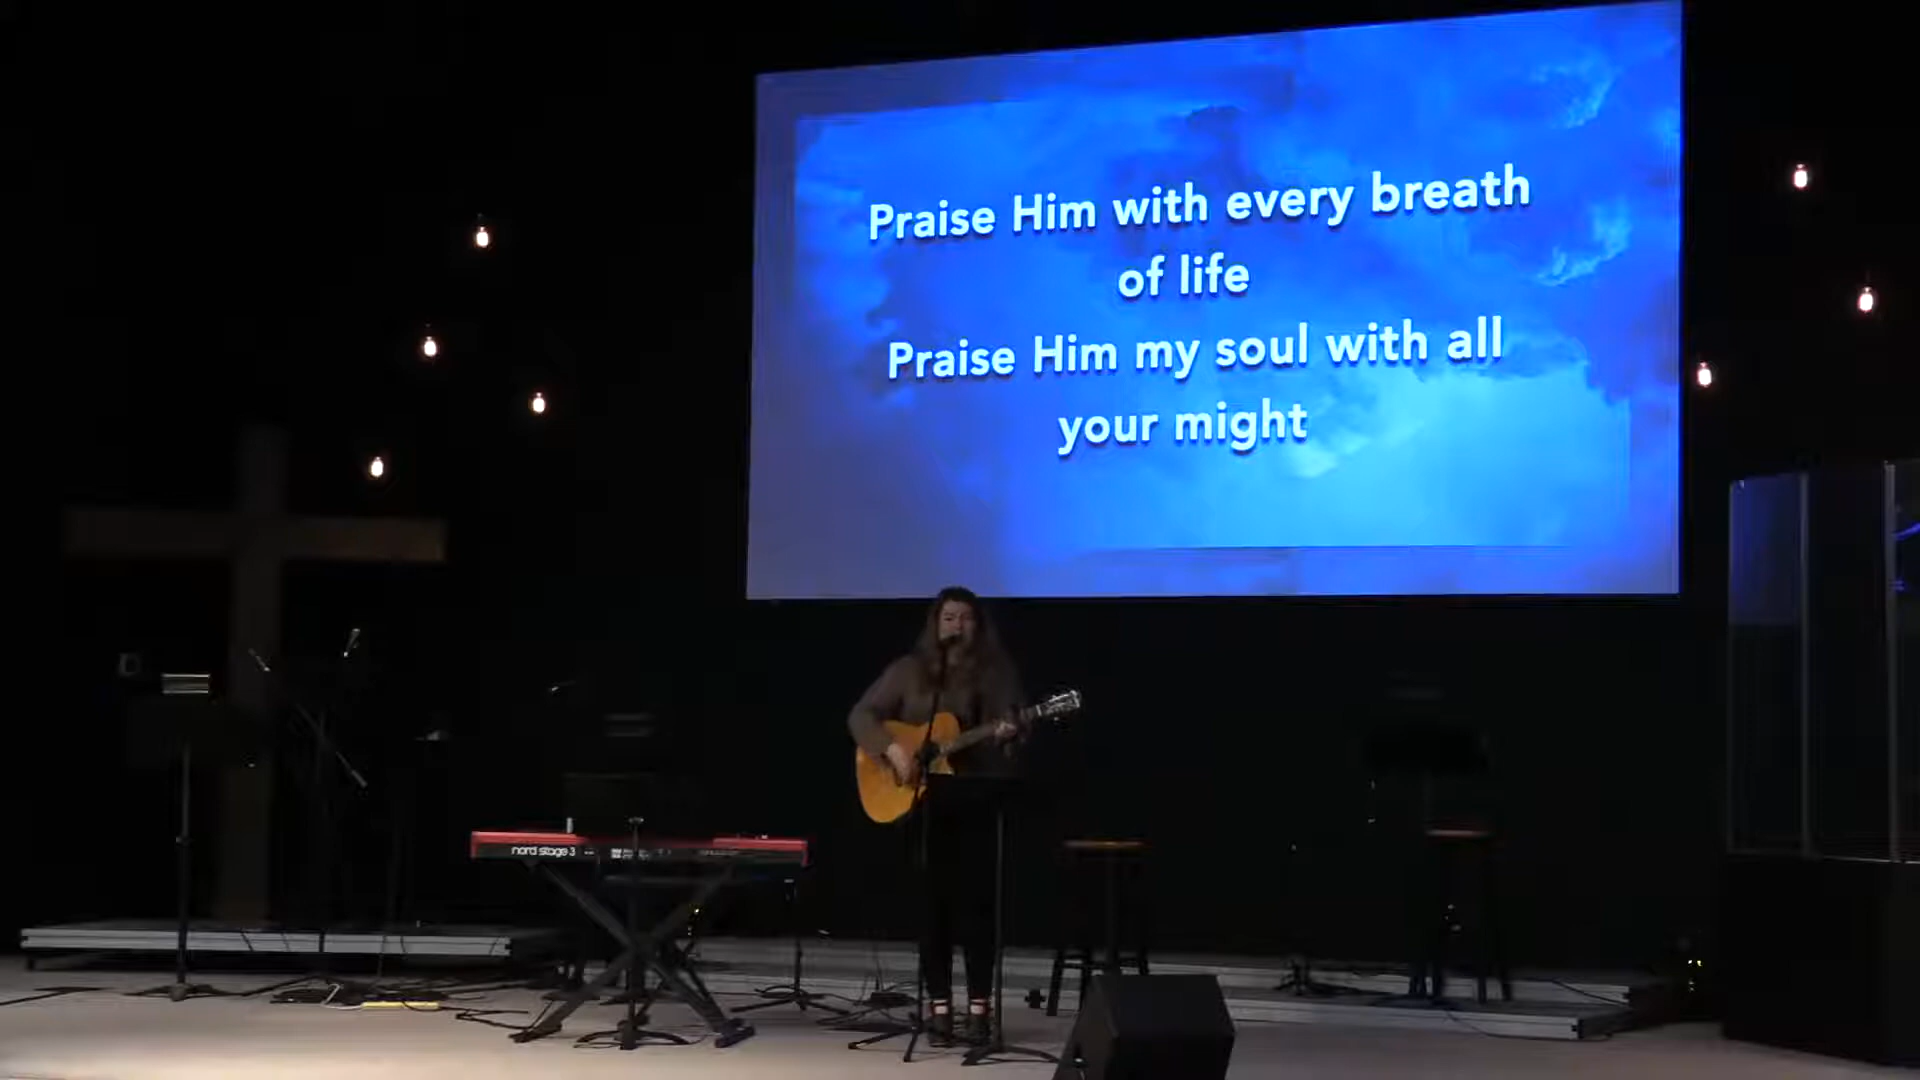 Praise Him with every breath
of life
Praise Him my soul with all
your might
nord stage 3